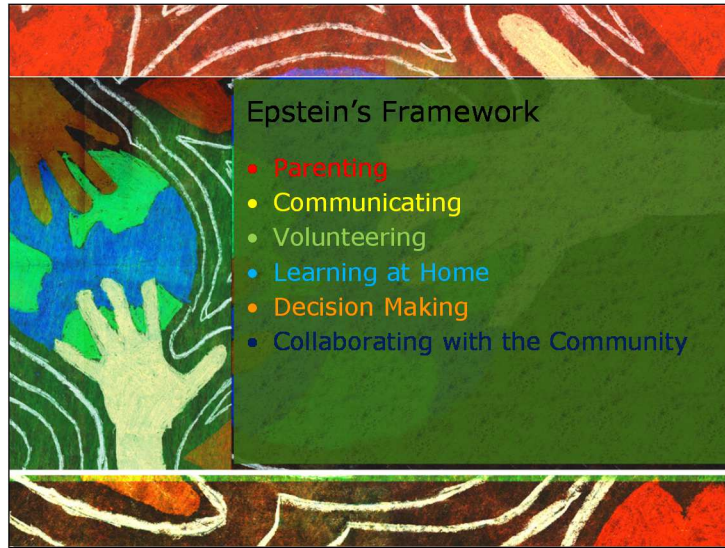 Epstein’s Framework
• Parenting
• Communicating
• Volunteering
• Learning at Home
• Decision Making
• Collaborating with the Community